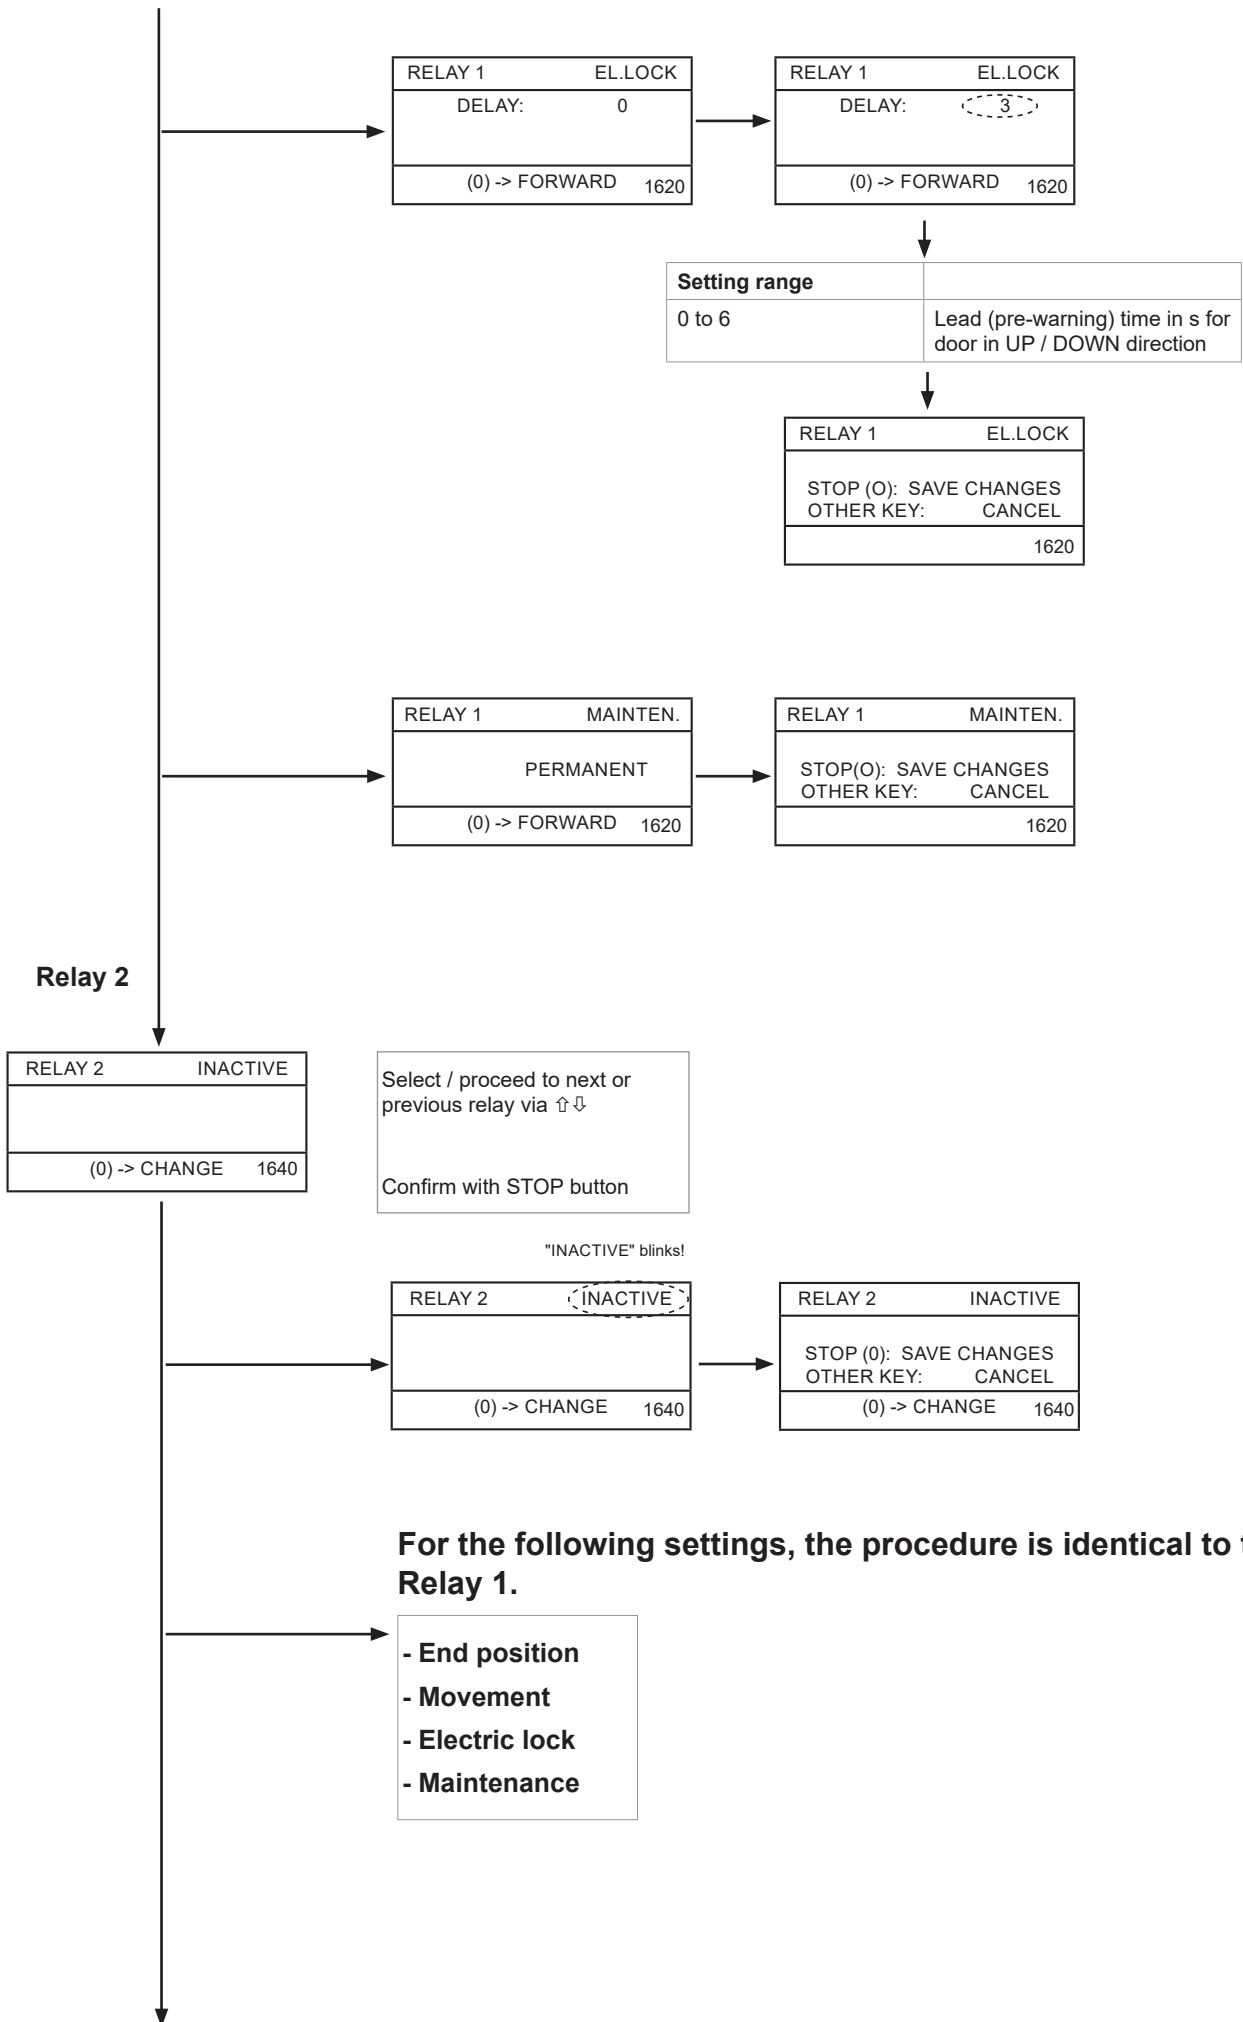 RELAY 1 EL.LOCK
DELAY: 0
(0) -> FORWARD 1620
RELAY 1 EL.LOCK
DELAY: 3
(0) -> FORWARD 1620
Setting range
0 to 6
Lead (pre-warning) time in s for
door in UP / DOWN direction
RELAY 1 EL.LOCK
STOP (O): SAVE CHANGES
OTHER KEY: CANCEL
1620
RELAY 1 MAINTEN.
PERMANENT
(0) -> FORWARD 1620
RELAY 1 MAINTEN.
STOP(O): SAVE CHANGES
OTHER KEY: CANCEL
1620
Relay 2
RELAY 2 INACTIVE
(0) -> CHANGE 1640
Select / proceed to next or
previous relay via ⇧⇩
Confirm with STOP button
"INACTIVE" blinks!
RELAY 2 INACTIVE
(0) -> CHANGE 1640
RELAY 2 INACTIVE
STOP (0): SAVE CHANGES
OTHER KEY: CANCEL
(0) -> CHANGE 1640
For the following settings, the procedure is identical to
Relay 1.
- End position
- Movement
- Electric lock
- Maintenance